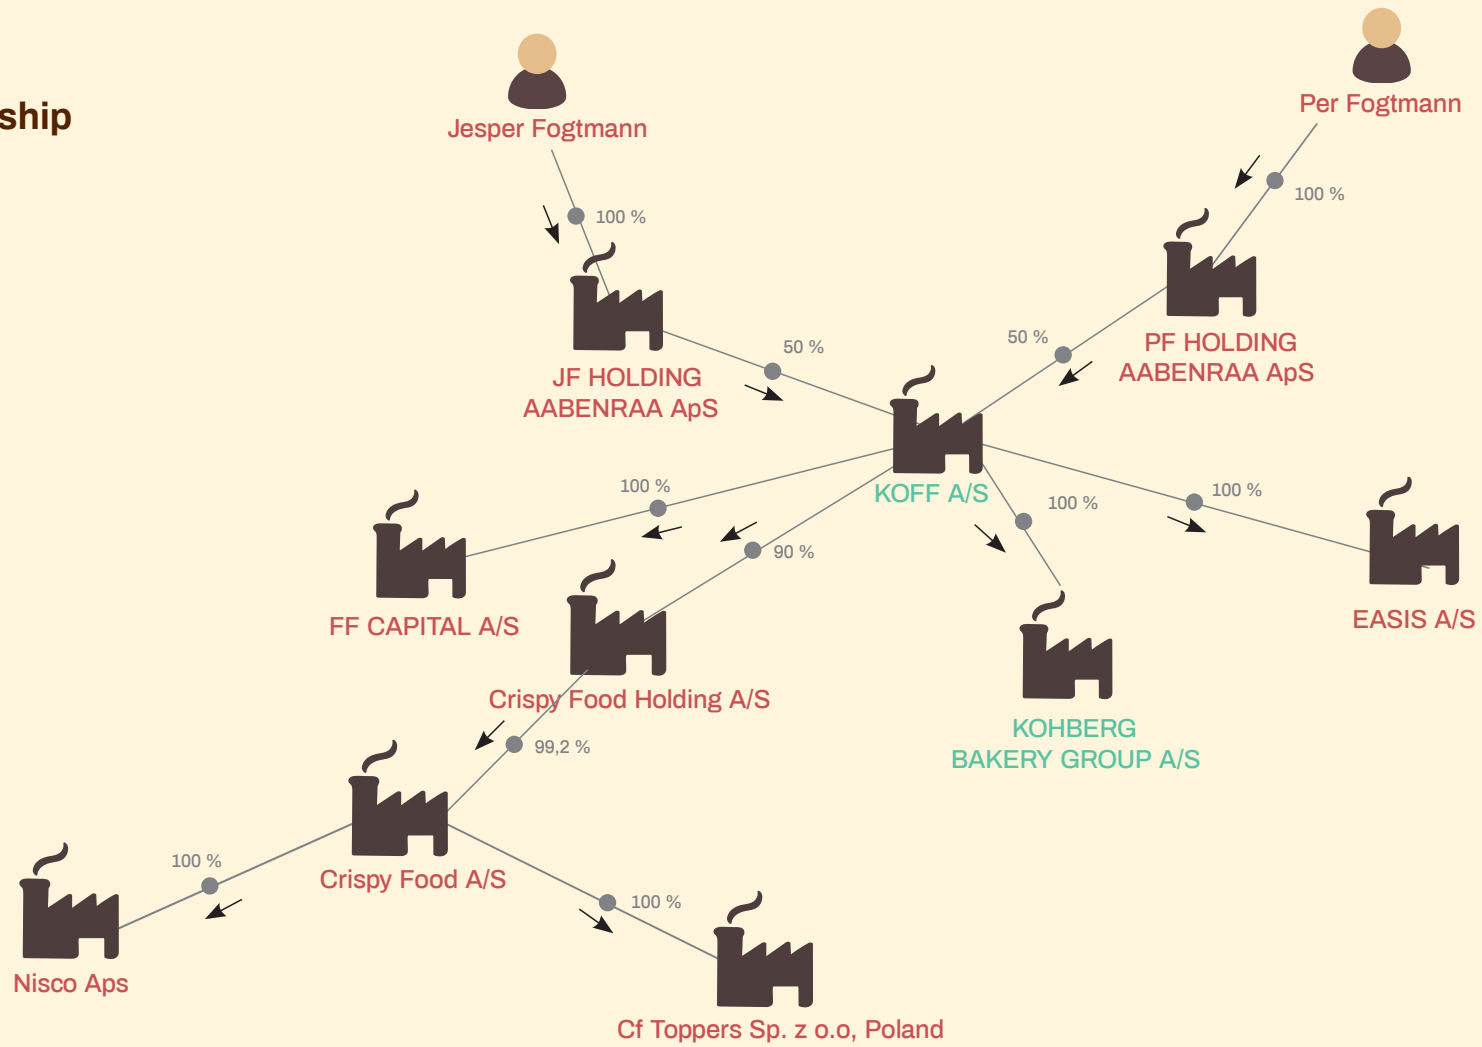 ship
Per Fogtmann
Jesper Fogtmann
100 %
100 %
50 %
50 %
PF HOLDING
AABENRAA ApS
JF HOLDING
AABENRAA ApS
100 %
KOFF A/S
100 %
100 %
90 %
FF CAPITAL A/S
EASIS A/S
Crispy Food Holding A/S
KOHBERG
BAKERY GROUP A/S
99,2 %
100 %
Crispy Food A/S
100 %
Nisco Aps
Cf Toppers Sp. z o.o, Poland